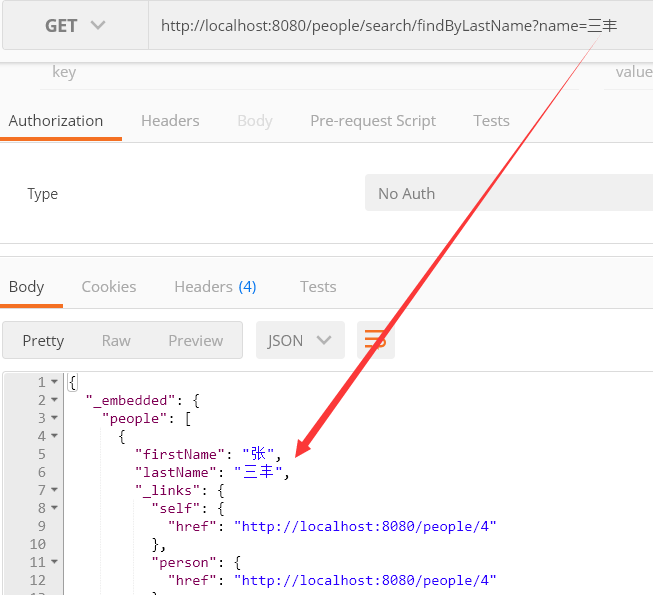 GET http://localhost:8080/people/search/findByLastName?name=三丰
key value
Authorization Headers Body Pre-request Script Tests
Type No Auth
Body Cookies Headers (4) Tests
Pretty Raw Preview JSON
1 {
2 "_embedded": {
3 "people": [
4 {
5 "firstName": "张",
6 "lastName": "三丰",
7 "_links": {
8 "self": {
9 "href": "http://localhost:8080/people/4"
10 },
11 "person": {
12 "href": "http://localhost:8080/people/4"